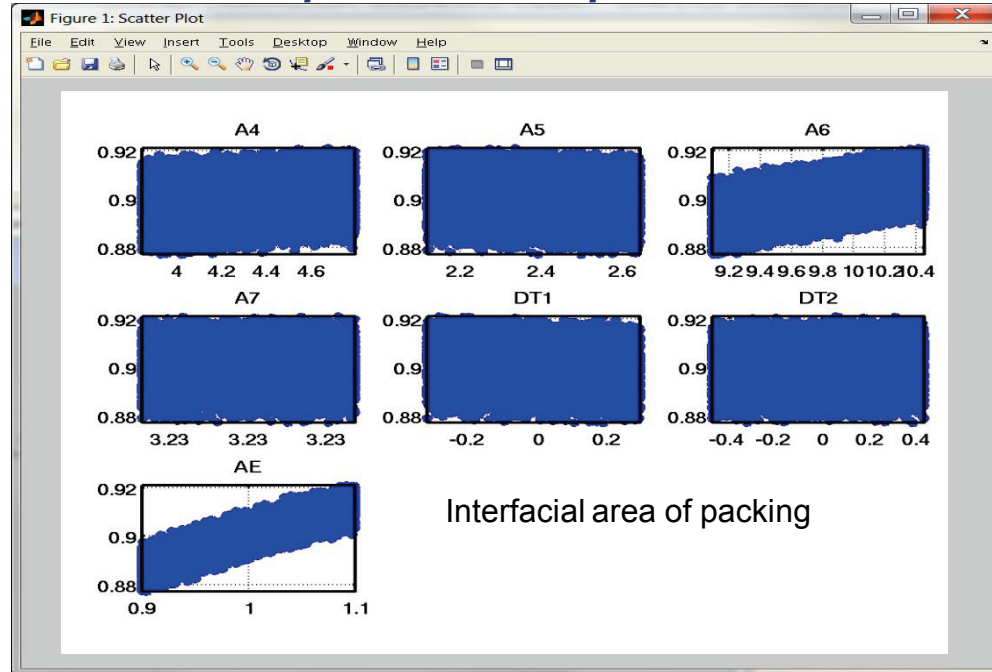 Figure 1: Scatter Plot
File Edit View Insert Tools Desktop Window Help
A4 A5 A6
0.92 0.92 0.92
0.9 0.9 0.9
0.88 0.88 0.88
4 4.2 4.4 4.6 2.2 2.4 2.6 9.2 9.4 9.6 9.8 10 10.2 10.4
A7 DT1 DT2
0.92 0.92 0.92
0.9 0.9 0.9
0.88 0.88 0.88
3.23 3.23 3.23 -0.2 0 0.2 -0.4 -0.2 0 0.2 0.4
AE
0.92
Interfacial area of packing
0.9
0.88
0.9 1 1.1